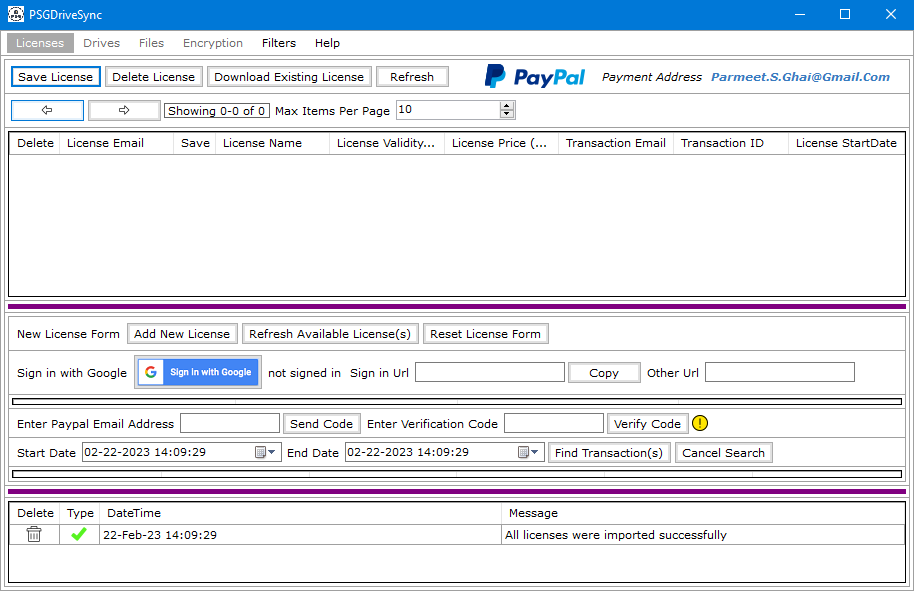 PSGDriveSync
Licenses Drives Files Encryption Filters Help
Save License Delete License Download Existing License Refresh PayPal Payment Address Parmeet.S.Ghai@Gmail.Com
Showing 0-0 of 0 Max Items Per Page 10
Delete License Email Save License Name License Validity... License Price (... Transaction Email Transaction ID License StartDate
New License Form Add New License Refresh Available License(s) Reset License Form
Sign in with Google G Sign in with Google not signed in Sign in Url Copy Other Url
Enter Paypal Email Address Send Code Enter Verification Code Verify Code !
Start Date 02-22-2023 14:09:29 End Date 02-22-2023 14:09:29 Find Transaction(s) Cancel Search
Delete Type DateTime Message
22-Feb-23 14:09:29 All licenses were imported successfully